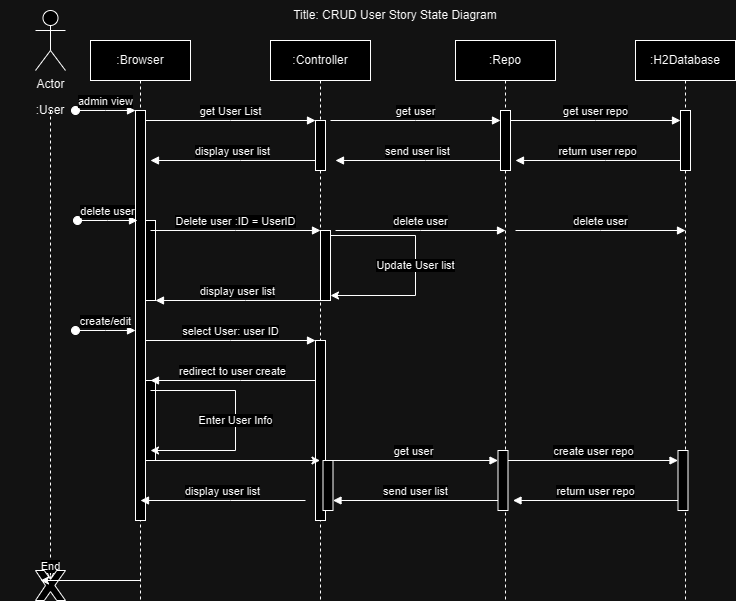 Title: CRUD User Story State Diagram
:Browser
:Controller
:Repo
:H2Database
Actor
:User
admin view
get User List
get user
get user repo
display user list
send user list
return user repo
delete user
Delete user :ID = UserID
delete user
delete user
Update User list
display user list
create/edit
select User: user ID
redirect to user create
Enter User Info
get user
create user repo
display user list
send user list
return user repo
End